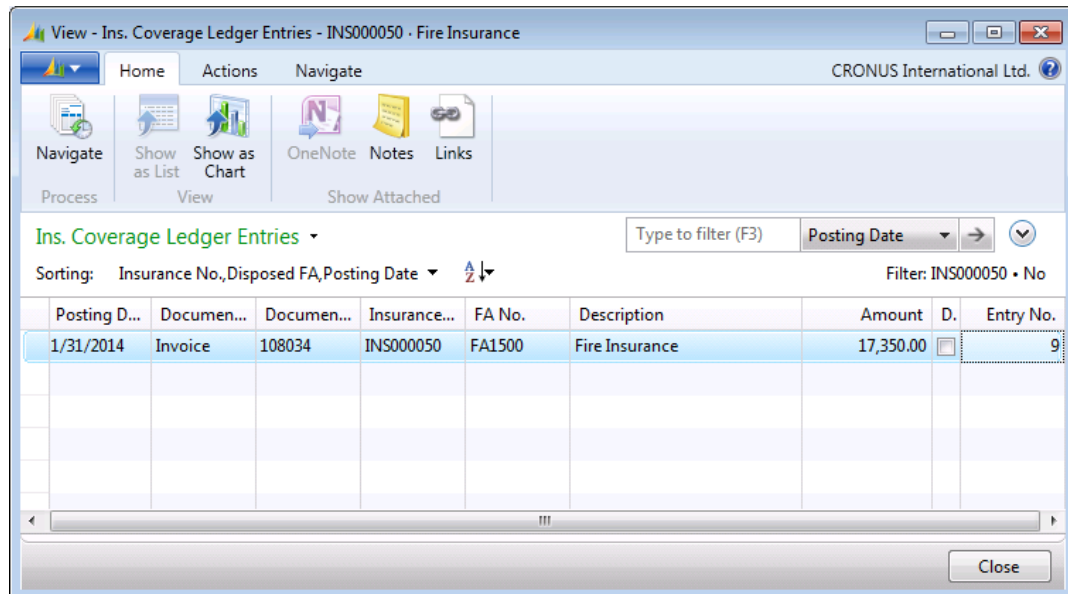 View - Ins. Coverage Ledger Entries - INS000050 · Fire Insurance
Home Actions Navigate CRONUS International Ltd.
Navigate Show as List Show as Chart OneNote Notes Links
Process View Show Attached
Ins. Coverage Ledger Entries Type to filter (F3) Posting Date
Sorting: Insurance No.,Disposed FA,Posting Date Filter: INS000050 • No
Posting D... Documen... Documen... Insurance... FA No. Description Amount D. Entry No.
1/31/2014 Invoice 108034 INS000050 FA1500 Fire Insurance 17,350.00 9
Close